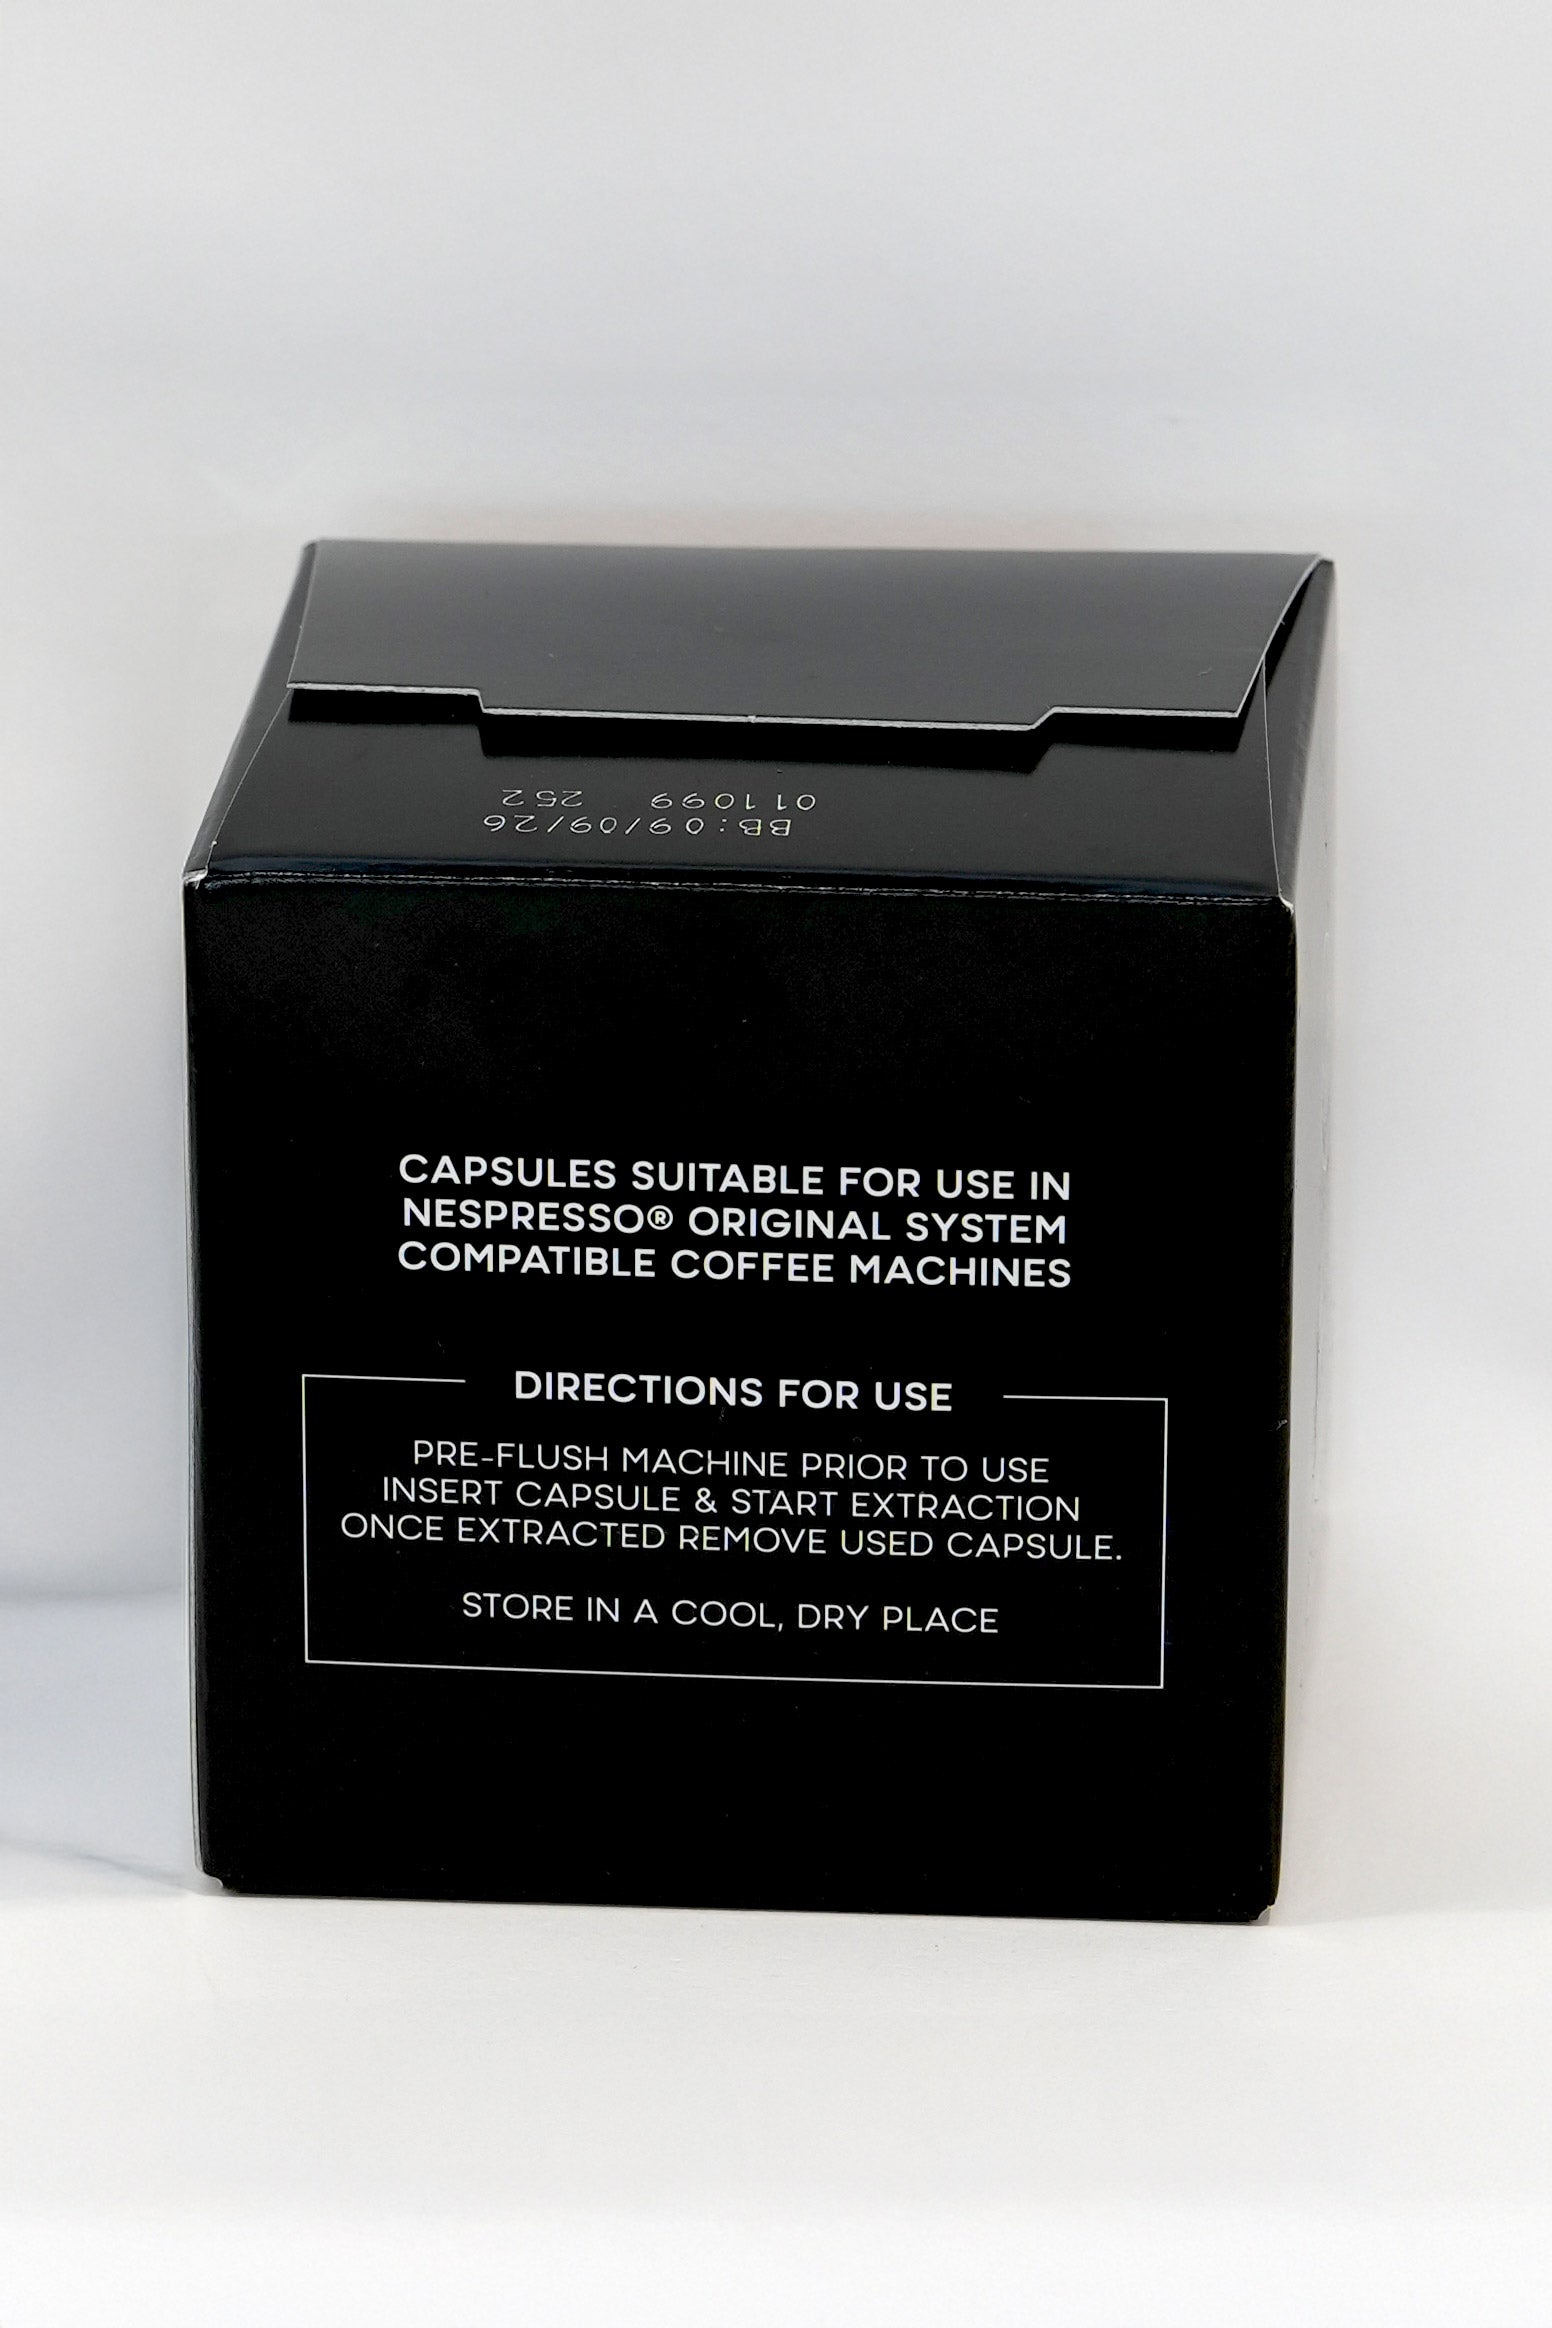 BB:09/09/26
011099 252
CAPSULES SUITABLE FOR USE IN
NESPRESSO® ORIGINAL SYSTEM
COMPATIBLE COFFEE MACHINES
DIRECTIONS FOR USE
PRE-FLUSH MACHINE PRIOR TO USE
INSERT CAPSULE & START EXTRACTION
ONCE EXTRACTED REMOVE USED CAPSULE.
STORE IN A COOL, DRY PLACE